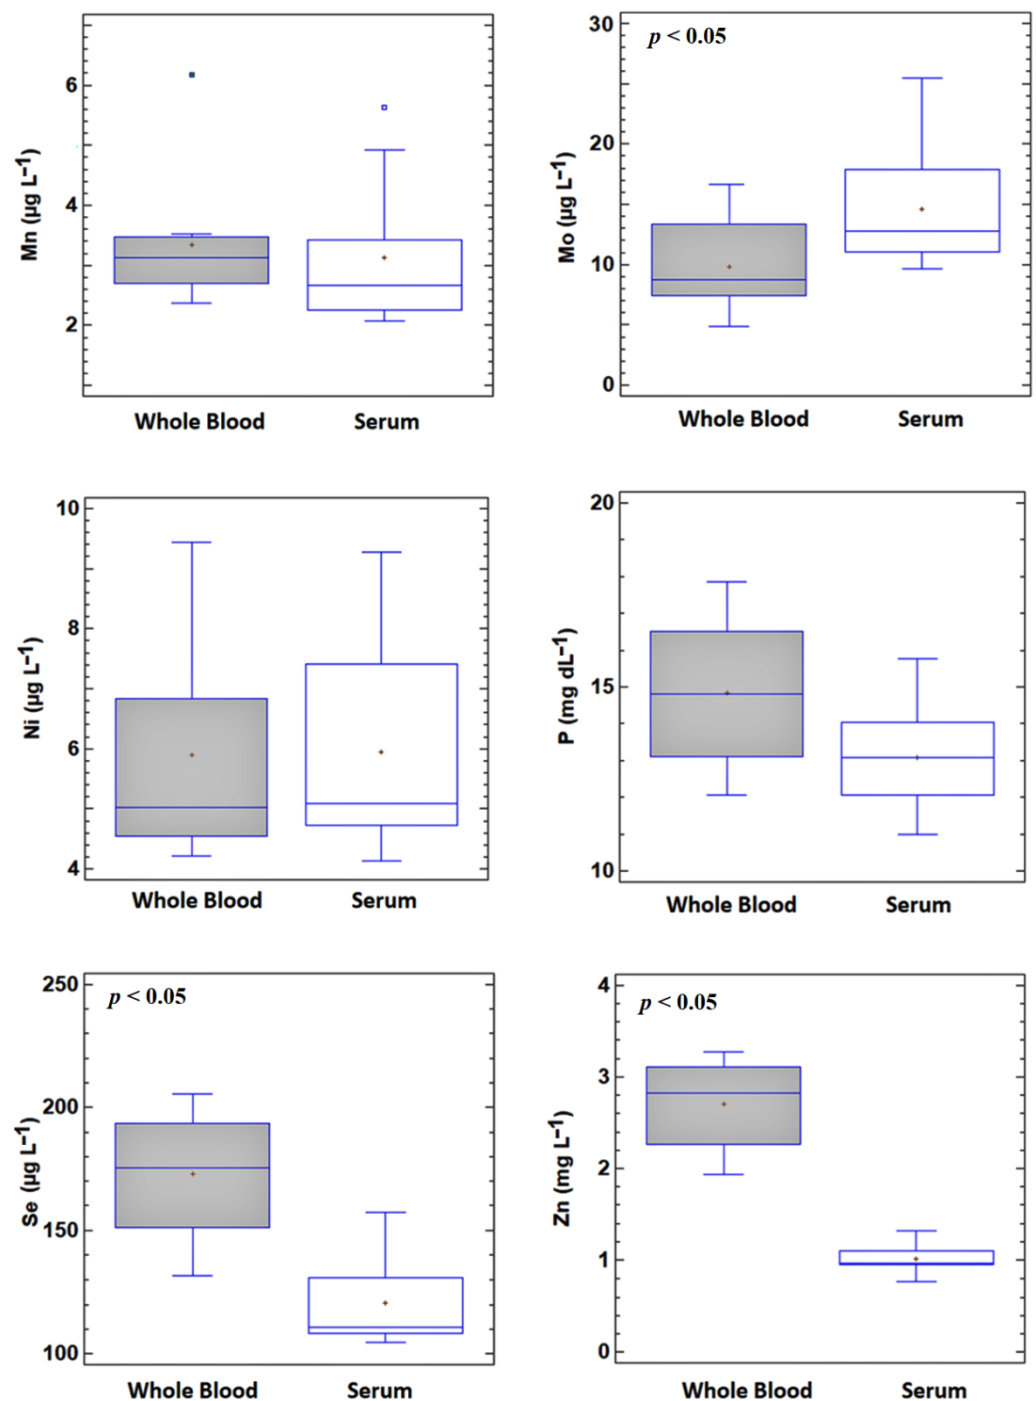 Mn (µg L⁻¹)
6
4
2
Whole Blood Serum
p < 0.05
Mo (µg L⁻¹)
30
20
10
0
Whole Blood Serum
Ni (µg L⁻¹)
10
8
6
4
Whole Blood Serum
P (mg dL⁻¹)
20
15
10
Whole Blood Serum
p < 0.05
Se (µg L⁻¹)
250
200
150
100
Whole Blood Serum
p < 0.05
Zn (mg L⁻¹)
4
3
2
1
0
Whole Blood Serum